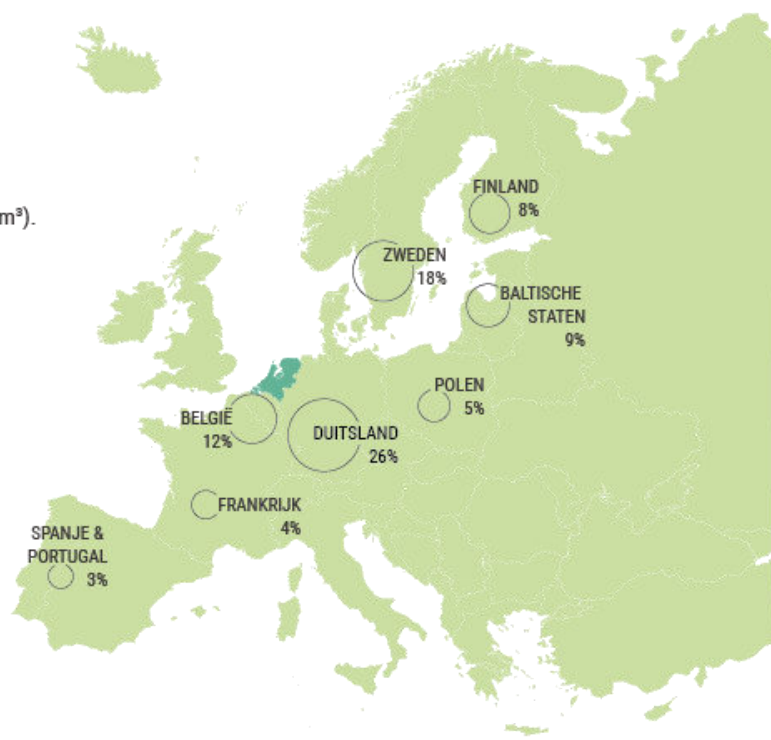 m³).
FINLAND
8%
ZWEDEN
18%
BALTISCHE
STATEN
9%
POLEN
5%
BELGIË
12%
DUITSLAND
26%
FRANKRIJK
4%
SPANJE &
PORTUGAL
3%